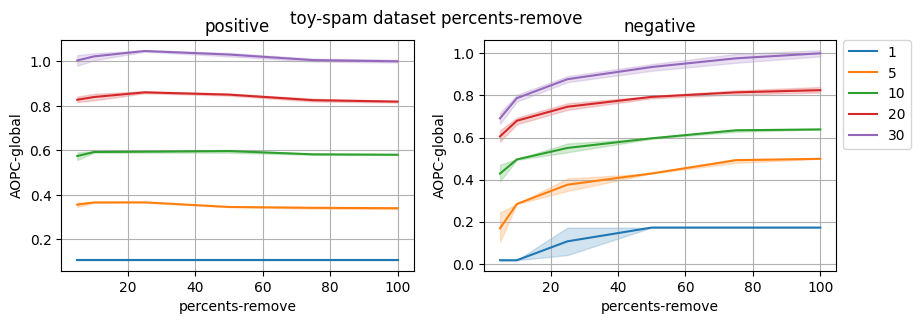 toy-spam dataset percents-remove
positive
AOPC-global
1.0
0.8
0.6
0.4
0.2
20 40 60 80 100
percents-remove
negative
AOPC-global
1.0
0.8
0.6
0.4
0.2
0.0
20 40 60 80 100
percents-remove
1
5
10
20
30